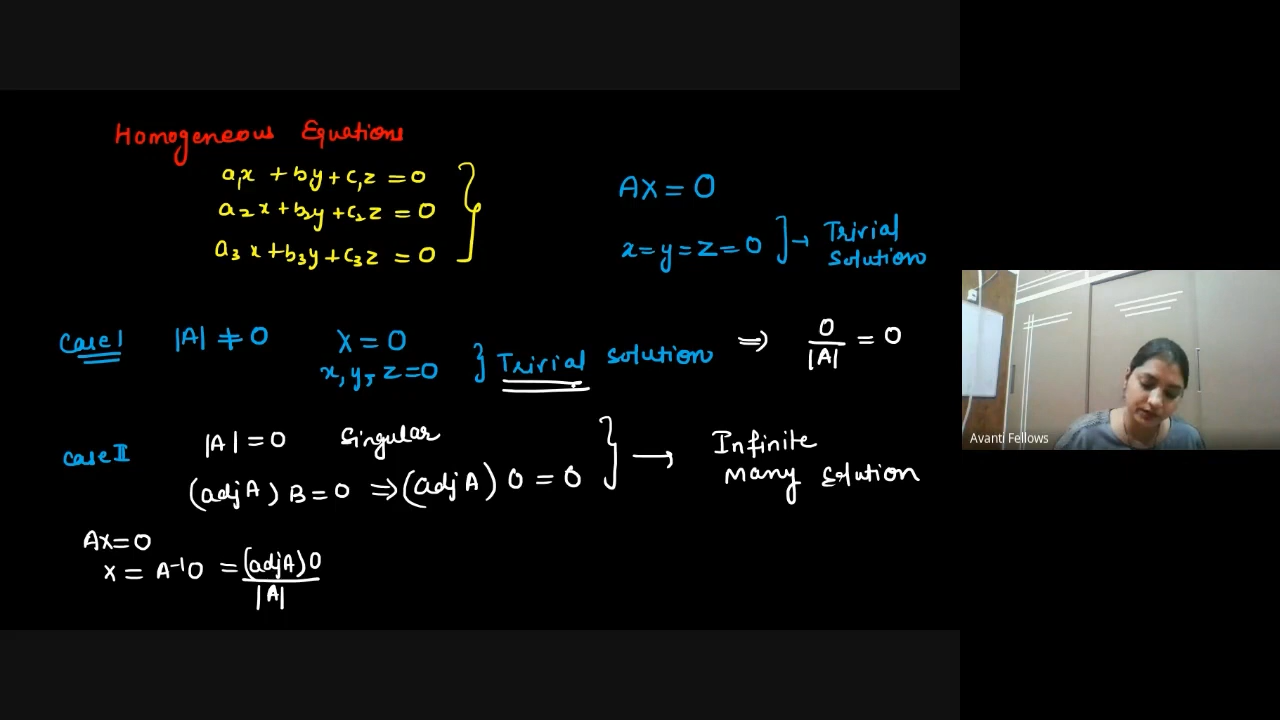 Homogeneous Equations
a₁x + b₁y + c₁z = 0
a₂x + b₂y + c₂z = 0
a₃x + b₃y + c₃z = 0
AX = 0
x = y = z = 0 } → Trivial
Solution
Case I |A| ≠ 0 X = 0
x, y, z = 0 } Trivial Solution ⇒ 0/|A| = 0
Case II |A| = 0 Singular
(adj A) B = 0 ⇒ (adj A) 0 = 0 } → Infinite
many Solution
AX = 0
X = A⁻¹0 = (adj A) 0 / |A|
Avanti Fellows